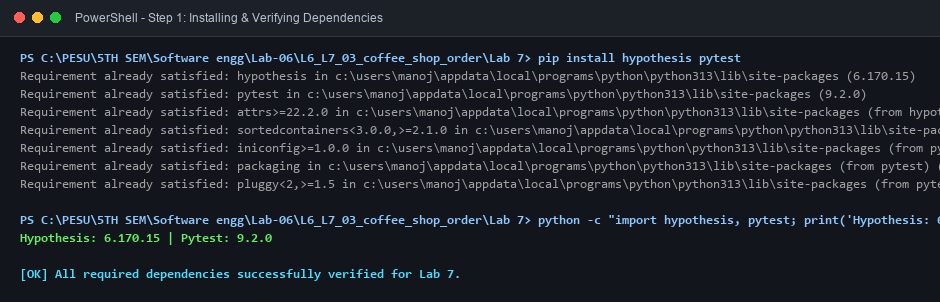 PowerShell - Step 1: Installing & Verifying Dependencies
PS C:\PESU\5TH SEM\Software engg\Lab-06\L6_L7_03_coffee_shop_order\Lab 7> pip install hypothesis pytest
Requirement already satisfied: hypothesis in c:\users\manoj\appdata\local\programs\python\python313\lib\site-packages (6.170.15)
Requirement already satisfied: pytest in c:\users\manoj\appdata\local\programs\python\python313\lib\site-packages (9.2.0)
Requirement already satisfied: attrs>=22.2.0 in c:\users\manoj\appdata\local\programs\python\python313\lib\site-packages (from hypot
Requirement already satisfied: sortedcontainers<3.0.0,>=2.1.0 in c:\users\manoj\appdata\local\programs\python\python313\lib\site-pac
Requirement already satisfied: iniconfig>=1.0.0 in c:\users\manoj\appdata\local\programs\python\python313\lib\site-packages (from py
Requirement already satisfied: packaging in c:\users\manoj\appdata\local\programs\python\python313\lib\site-packages (from pytest) (
Requirement already satisfied: pluggy<2,>=1.5 in c:\users\manoj\appdata\local\programs\python\python313\lib\site-packages (from pyte
PS C:\PESU\5TH SEM\Software engg\Lab-06\L6_L7_03_coffee_shop_order\Lab 7> python -c "import hypothesis, pytest; print('Hypothesis:
Hypothesis: 6.170.15 | Pytest: 9.2.0
[OK] All required dependencies successfully verified for Lab 7.